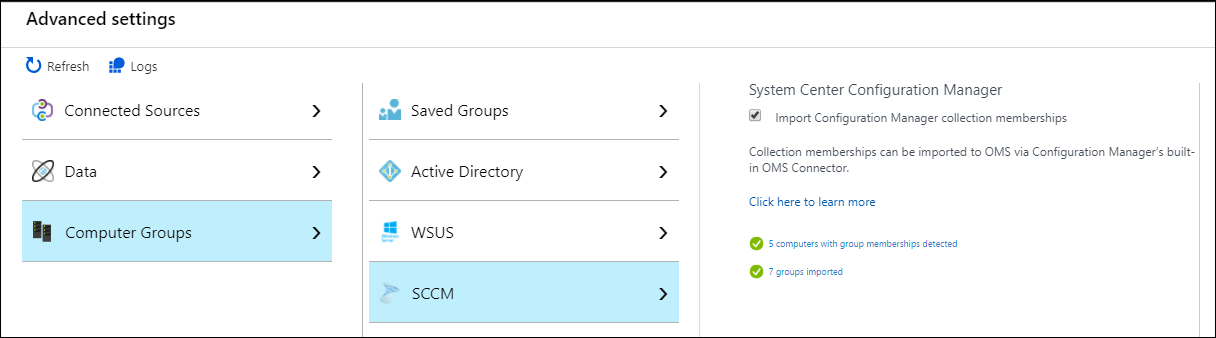 Advanced settings
Refresh Logs
Connected Sources
Data
Computer Groups
Saved Groups
Active Directory
WSUS
SCCM
System Center Configuration Manager
Import Configuration Manager collection memberships
Collection memberships can be imported to OMS via Configuration Manager's built-
in OMS Connector.
Click here to learn more
5 computers with group memberships detected
7 groups imported